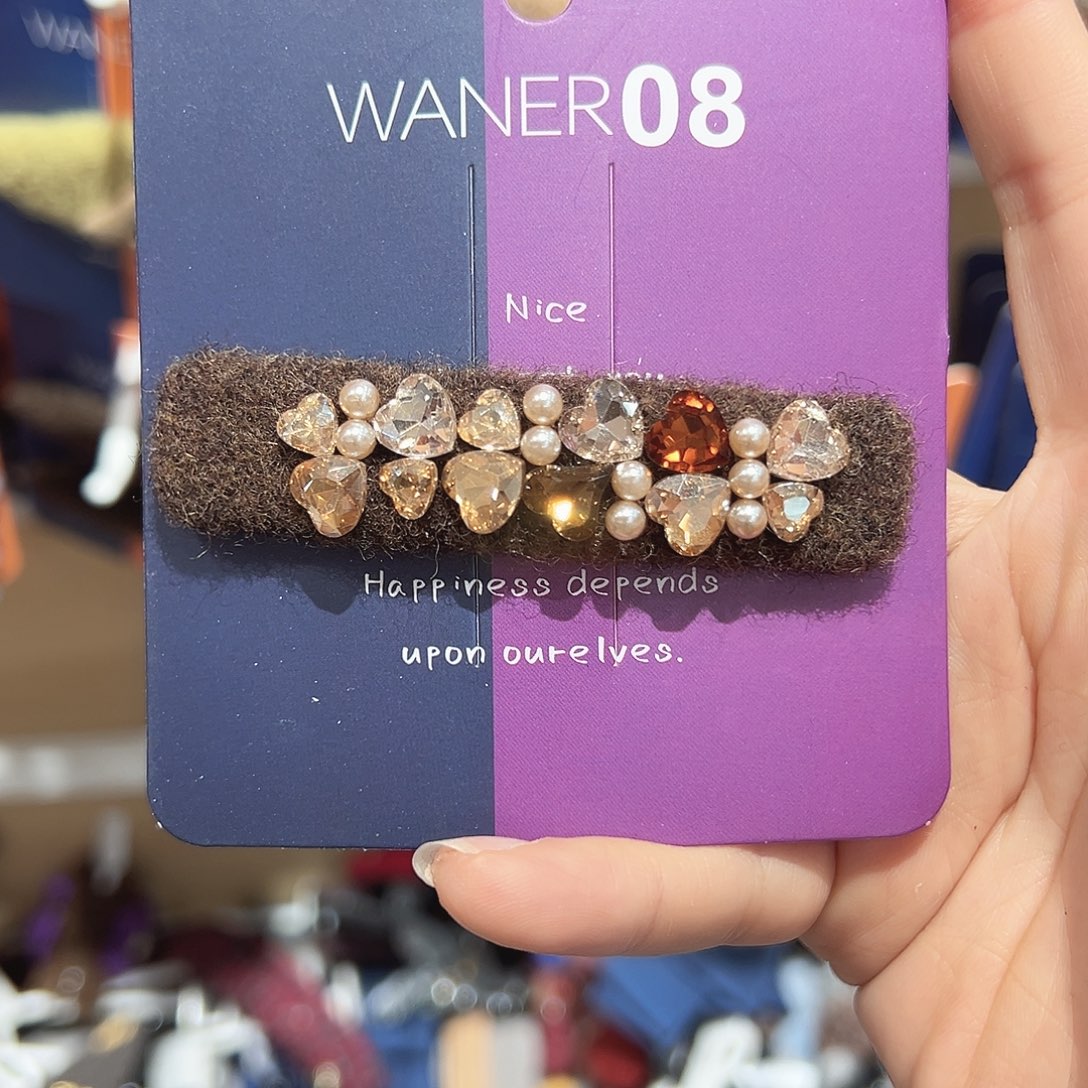 WANER08
Nice
Happiness depends
upon ourelves.